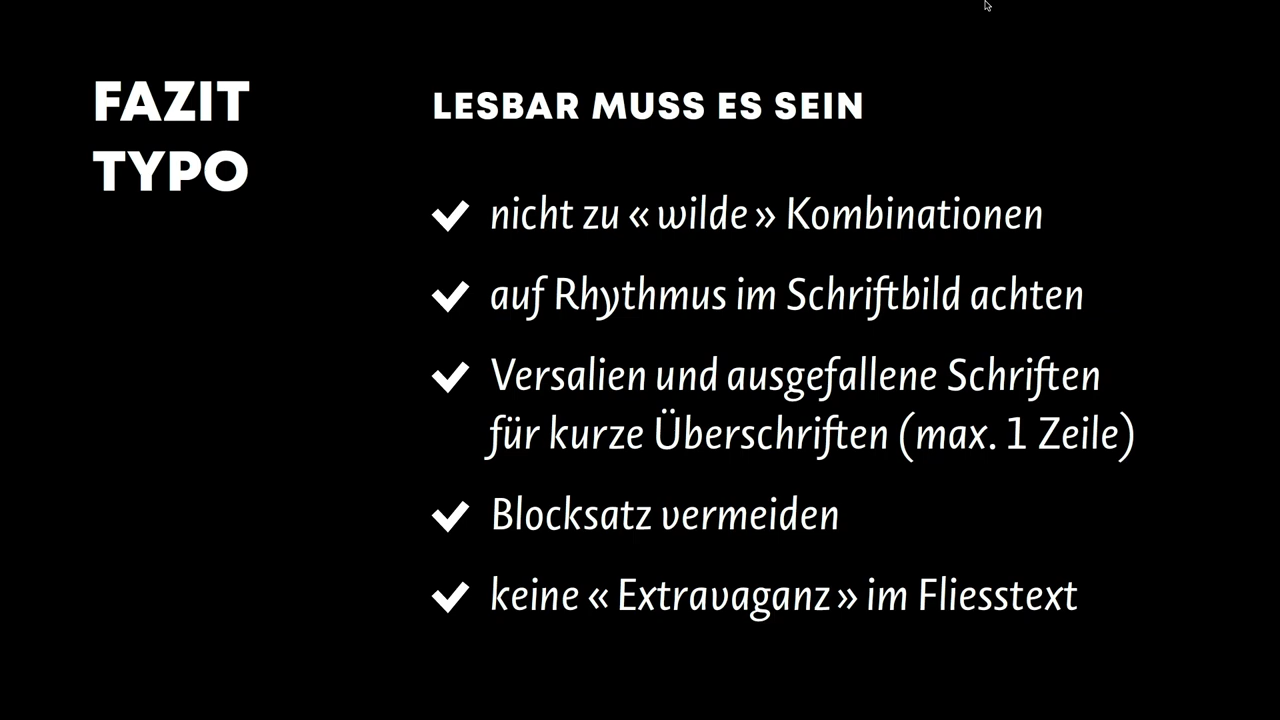 FAZIT
TYPO
LESBAR MUSS ES SEIN
nicht zu « wilde » Kombinationen
auf Rhythmus im Schriftbild achten
Versalien und ausgefallene Schriften
für kurze Überschriften (max. 1 Zeile)
Blocksatz vermeiden
keine « Extravaganz » im Fliesstext